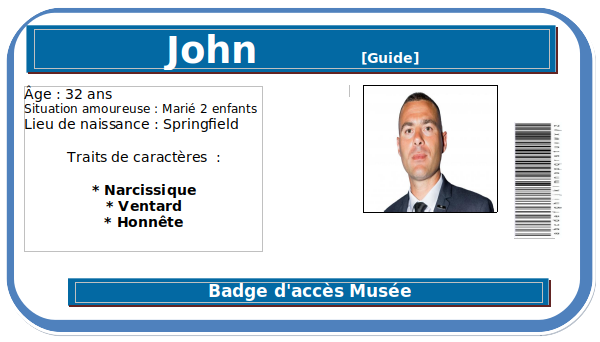 John
[Guide]
Âge : 32 ans
Situation amoureuse : Marié 2 enfants
Lieu de naissance : Springfield
Traits de caractères  :
* Narcissique
* Ventard
* Honnête
Badge d'accès Musée